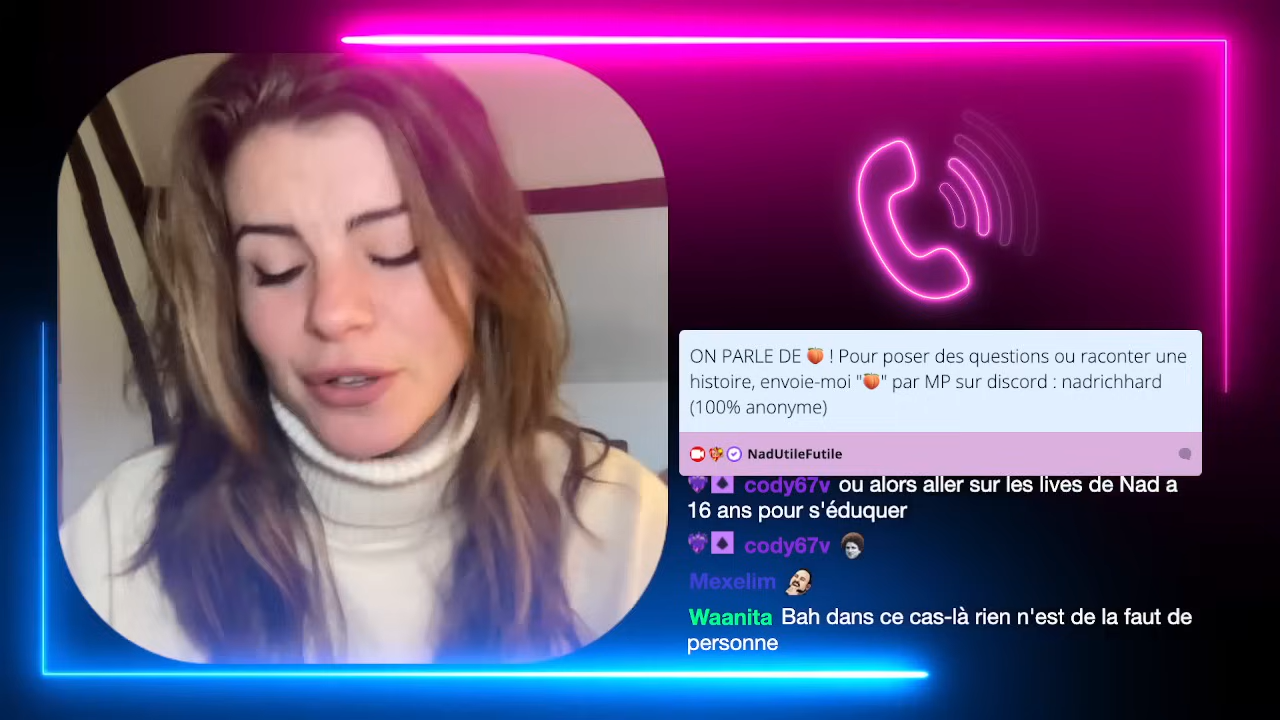 ON PARLE DE 🍑 ! Pour poser des questions ou raconter une
histoire, envoie-moi "🍑" par MP sur discord : nadrichhard
(100% anonyme)
NadUtileFutile
cody67v ou alors aller sur les lives de Nad a
16 ans pour s'éduquer
cody67v
Mexelim
Waanita Bah dans ce cas-là rien n'est de la faut de
personne